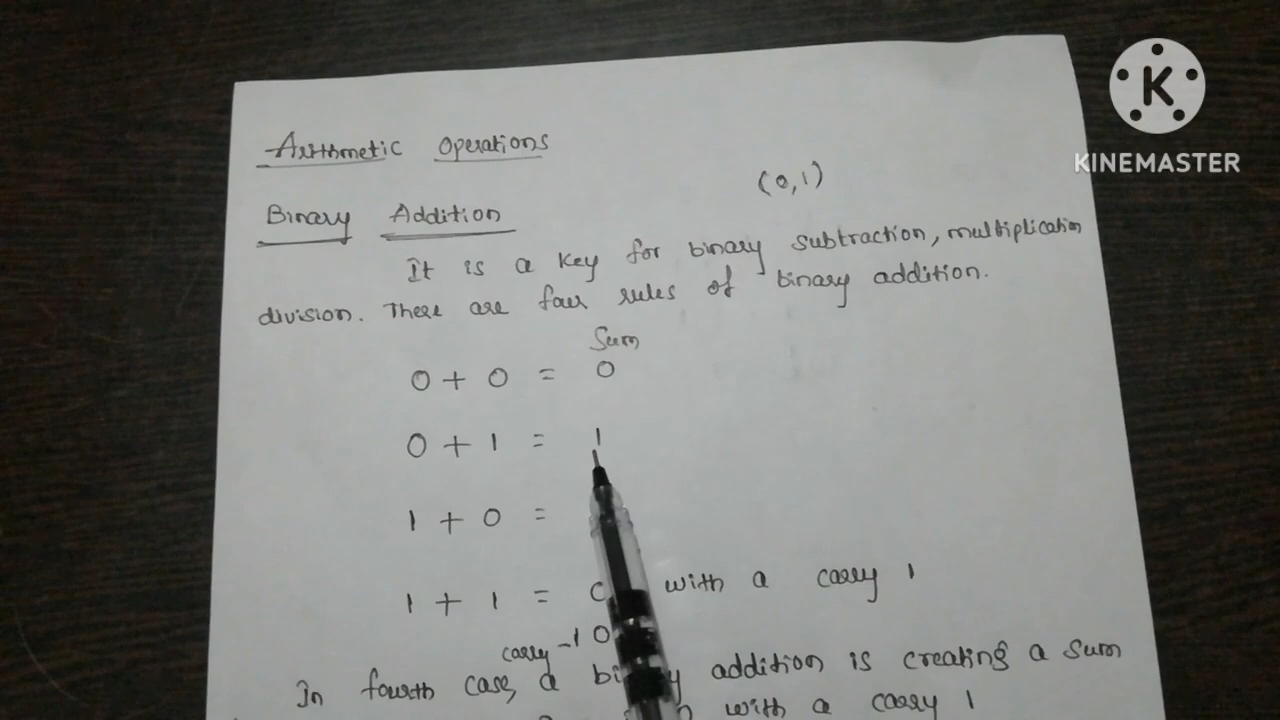 Arithmetic Operations
(0,1)
Binary Addition
It is a key for binary subtraction, multiplication
division. There are four rules of binary addition.
Sum
0 + 0 = 0
0 + 1 = 1
1 + 0 =
1 + 1 = with a carry 1
carry - 1 0
In fourth case, a addition is creating a sum
with a carry 1
K
KINEMASTER